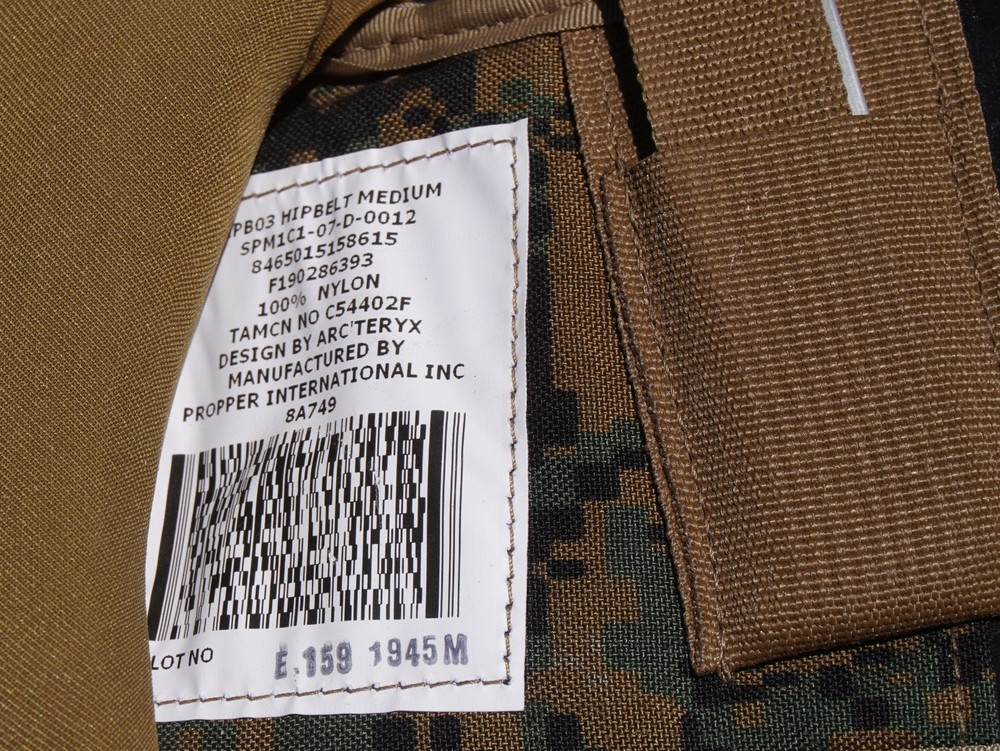 PB03 HIPBELT MEDIUM
SPM1C1-07-D-0012
8465015158615
F190286393
100% NYLON
TAMCN NO C54402F
DESIGN BY ARC'TERYX
MANUFACTURED BY
PROPPER INTERNATIONAL INC
8A749
LOT NO E.159 1945M